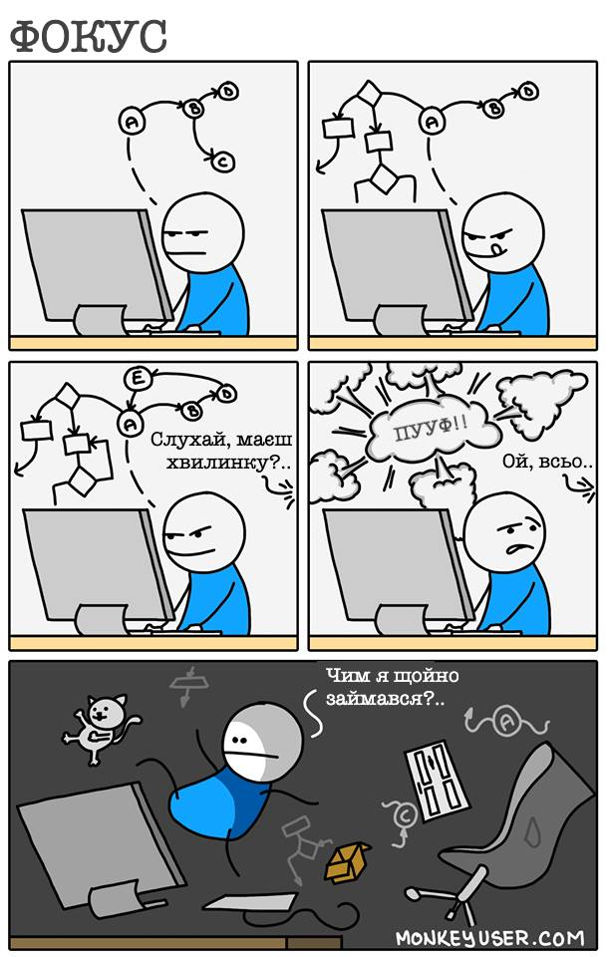 ФОКУС
A
B
D
C
A
B
D
E
A
B
D
Слухай, маєш
хвилинку?..
ПУУФ!!
Ой, всьо..
Чим я щойно
займався?..
A
C
MONKEYUSER.COM